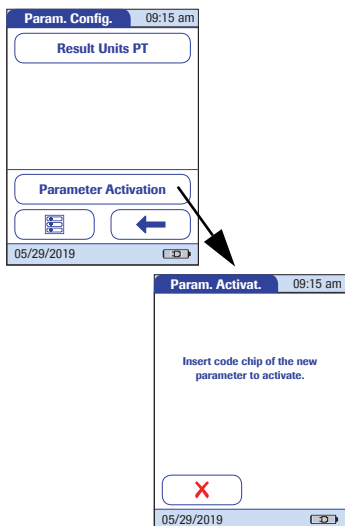 Param. Config. 09:15 am
Result Units PT
Parameter Activation
05/29/2019
Param. Activat. 09:15 am
Insert code chip of the new
parameter to activate.
05/29/2019